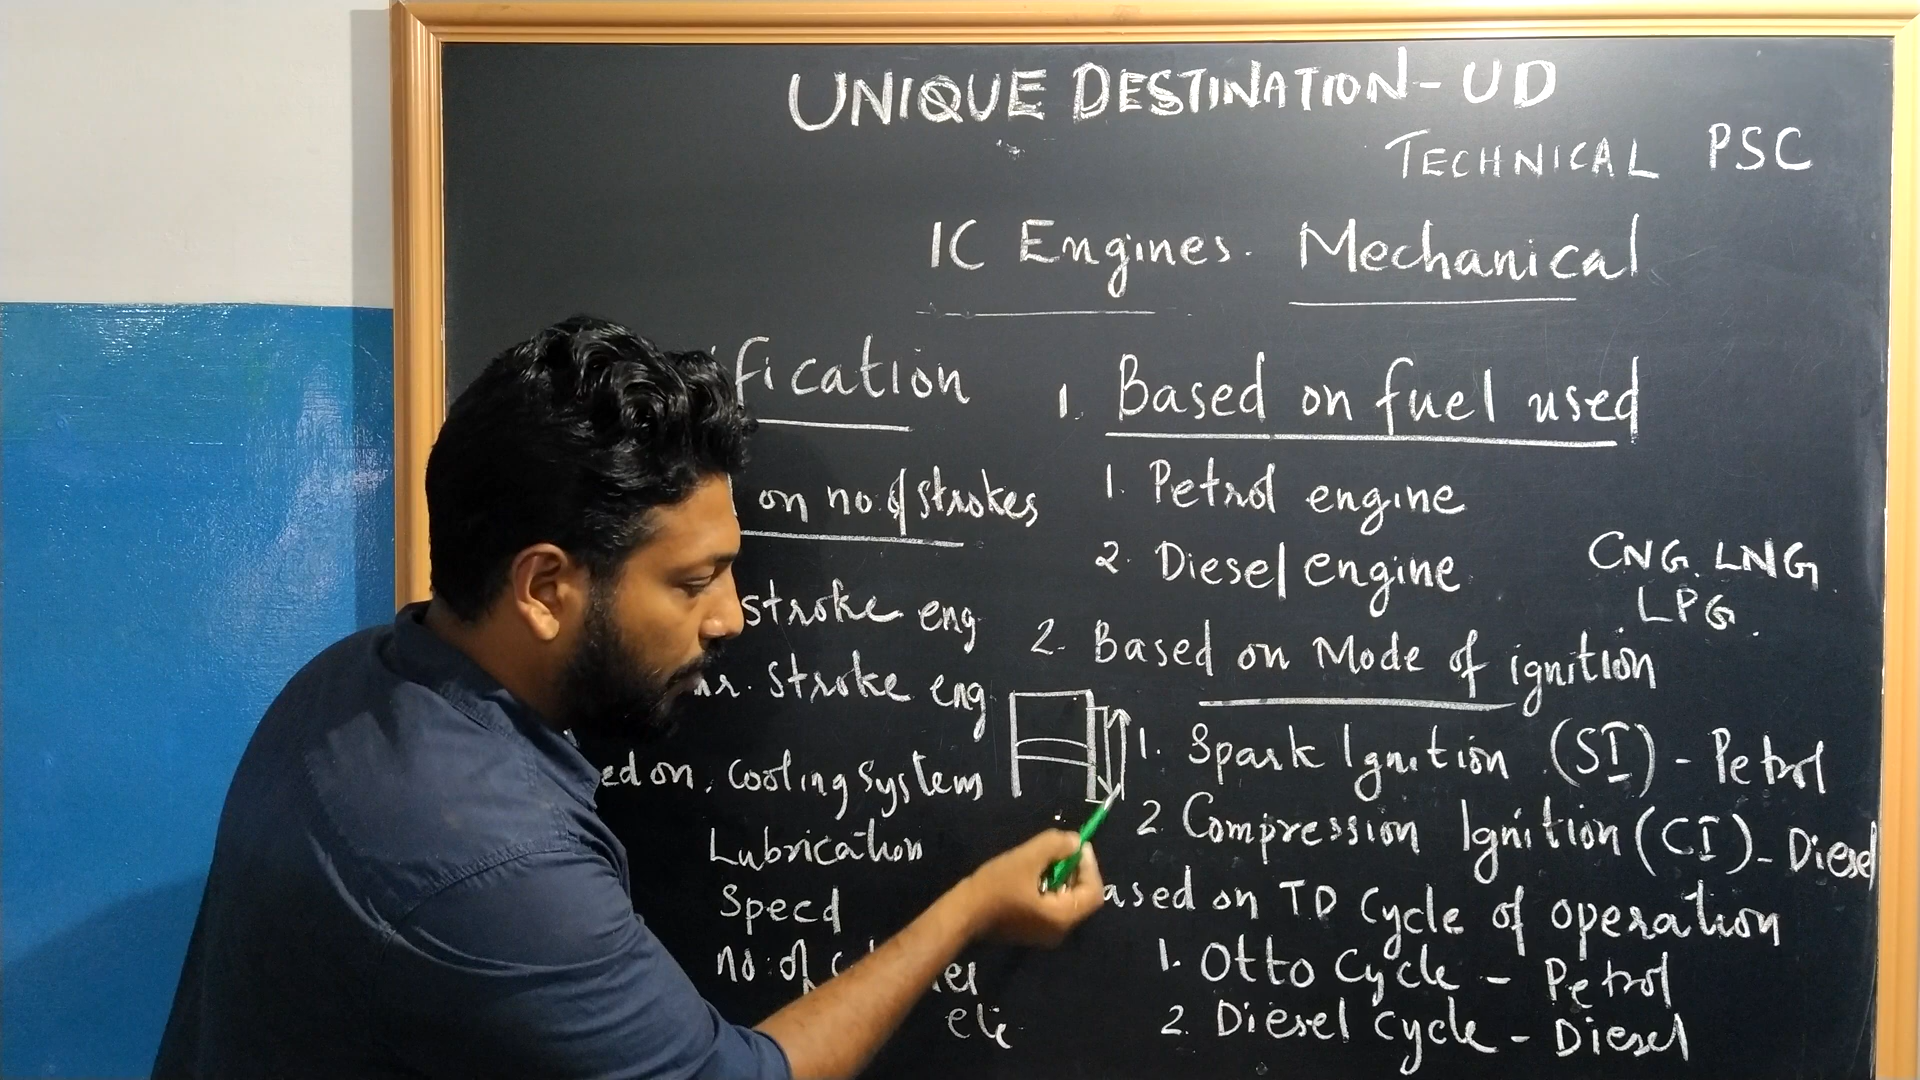 UNIQUE DESTINATION - UD
TECHNICAL PSC
IC Engines. Mechanical
ification
on no. of strokes
stroke eng
r. stroke eng
ed on, Cooling System
Lubrication
Speed
no. of
etc
1. Based on fuel used
1. Petrol engine
2. Diesel engine
CNG. LNG
LPG.
2. Based on Mode of ignition
1. Spark Ignition (SI) - Petrol
2. Compression Ignition (CI) - Diesel
ased on TD Cycle of operation
1. Otto Cycle - Petrol
2. Diesel Cycle - Diesel